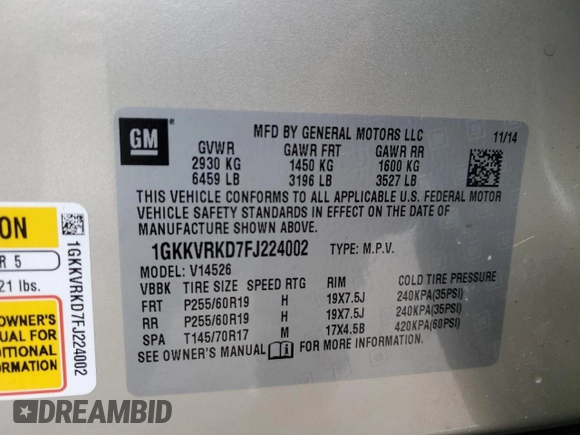 GM ®
MFD BY GENERAL MOTORS LLC 11/14
GVWR GAWR FRT GAWR RR
2930 KG 1450 KG 1600 KG
6459 LB 3196 LB 3527 LB
THIS VEHICLE CONFORMS TO ALL APPLICABLE U.S. FEDERAL MOTOR
VEHICLE SAFETY STANDARDS IN EFFECT ON THE DATE OF
MANUFACTURE SHOWN ABOVE.
1GKKVRKD7FJ224002 TYPE: M.P.V.
MODEL: V14526
VBBK TIRE SIZE SPEED RTG RIM COLD TIRE PRESSURE
FRT P255/60R19 H 19X7.5J 240KPA(35PSI)
RR P255/60R19 H 19X7.5J 240KPA(35PSI)
SPA T145/70R17 M 17X4.5B 420KPA(60PSI)
SEE OWNER'S MANUAL i FOR MORE INFORMATION.
ON
R 5
21 lbs.
OWNER'S
UAL FOR
DITIONAL
RMATION
1GKKVRKD7FJ224002
DREAMBID